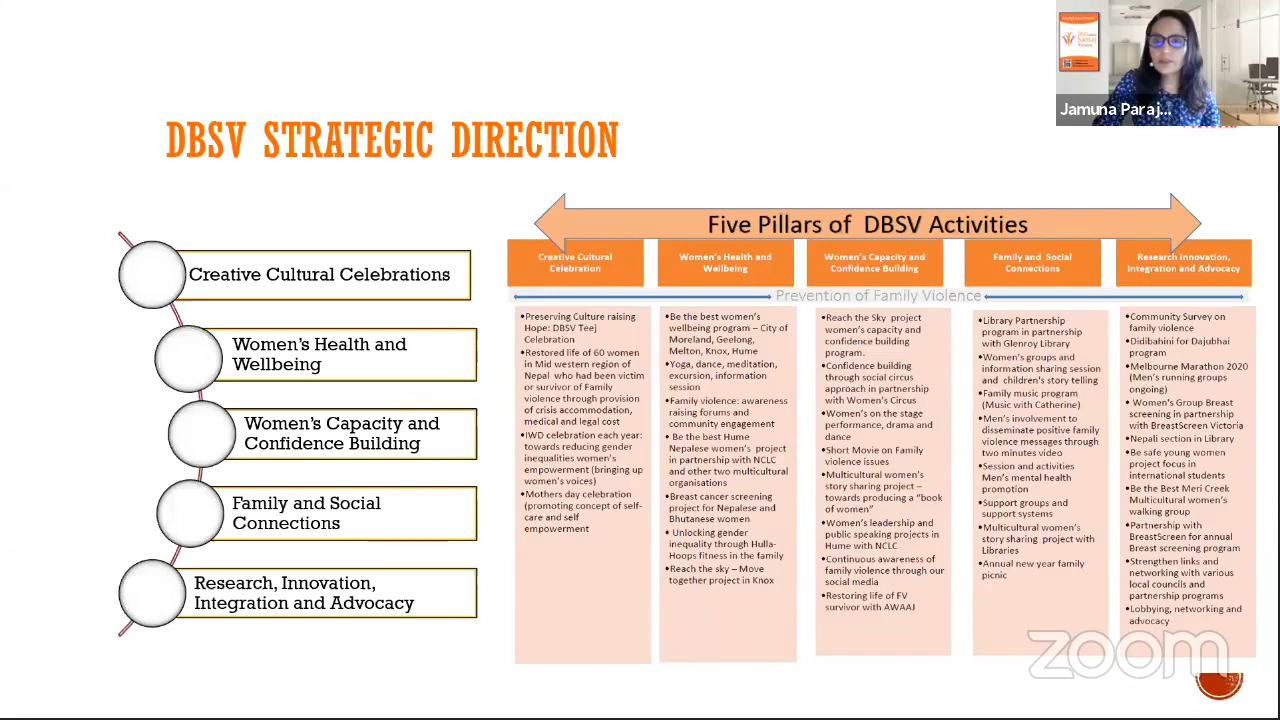 Jamuna Paraj...
DBSV STRATEGIC DIRECTION
Creative Cultural Celebrations
Women's Health and
Wellbeing
Women's Capacity and
Confidence Building
Family and Social
Connections
Research, Innovation,
Integration and Advocacy
Five Pillars of DBSV Activities
Creative Cultural
Celebration
Women's Health and
Wellbeing
Women's Capacity and
Confidence Building
Family and Social
Connections
Research Innovation,
Integration and Advocacy
Prevention of Family Violence
•Preserving Culture raising
Hope: DBSV Teej
Celebration
•Restored life of 60 women
in Mid western region of
Nepal who had been victim
or survivor of Family
violence through provision
of crisis accommodation,
medical and legal cost
•IWD celebration each year:
towards reducing gender
inequalities women's
empowerment (bringing up
women's voices)
•Mothers day celebration
(promoting concept of self-
care and self
empowerment
•Be the best women's
wellbeing program – City of
Moreland, Geelong,
Melton, Knox, Hume
•Yoga, dance, meditation,
excursion, information
session
•Family violence: awareness
raising forums and
community engagement
• Be the best Hume
Nepalese women's project
in partnership with NCLC
and other two multicultural
organisations
•Breast cancer screening
project for Nepalese and
Bhutanese women
• Unlocking gender
inequality through Hulla-
Hoops fitness in the family
•Reach the sky – Move
together project in Knox
•Reach the Sky project
women's capacity and
confidence building
program.
•Confidence building
through social circus
approach in partnership
with Women's Circus
•Women's on the stage
performance, drama and
dance
•Short Movie on Family
violence issues
•Multicultural women's
story sharing project –
towards producing a "book
of women"
•Women's leadership and
public speaking projects in
Hume with NCLC
•Continuous awareness of
family violence through our
social media
•Restoring life of FV
survivor with AWAAJ
•Library Partnership
program in partnership
with Glenroy Library
•Women's groups and
information sharing session
and children's story telling
•Family music program
(Music with Catherine)
•Men's involvement to
disseminate positive family
violence messages through
two minutes video
•Session and activities
Men's mental health
promotion
•Support groups and
support systems
•Multicultural women's
story sharing project with
Libraries
•Annual new year family
picnic
•Community Survey on
family violence
•Didibahini for Dajubhai
program
•Melbourne Marathon 2020
(Men's running groups
ongoing)
• Women's Group Breast
screening in partnership
with BreastScreen Victoria
•Nepali section in Library
•Be safe young women
project focus in
international students
•Be the Best Meri Creek
Multicultural women's
walking group
•Partnership with
BreastScreen for annual
Breast screening program
•Strengthen links and
networking with various
local councils and
partnership programs
•Lobbying, networking and
advocacy
zoom